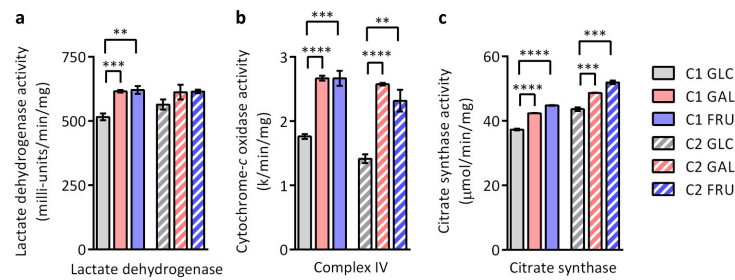 a
Lactate dehydrogenase activity
(milli-units/min/mg)
750
500
250
0
***
**
Lactate dehydrogenase
b
Cytochrome-c oxidase activity
(k/min/mg)
3
2
1
0
****
***
****
**
Complex IV
c
Citrate synthase activity
(μmol/min/mg)
60
40
20
0
****
****
***
***
Citrate synthase
C1 GLC
C1 GAL
C1 FRU
C2 GLC
C2 GAL
C2 FRU